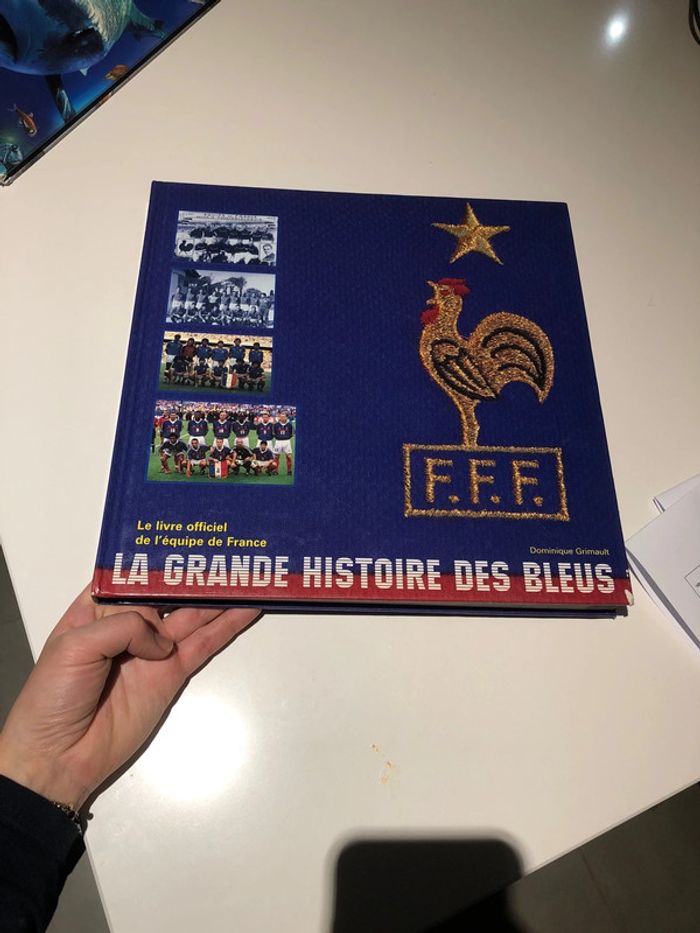 F.F.F.
Le livre officiel
de l'équipe de France
Dominique Grimault
LA GRANDE HISTOIRE DES BLEUS